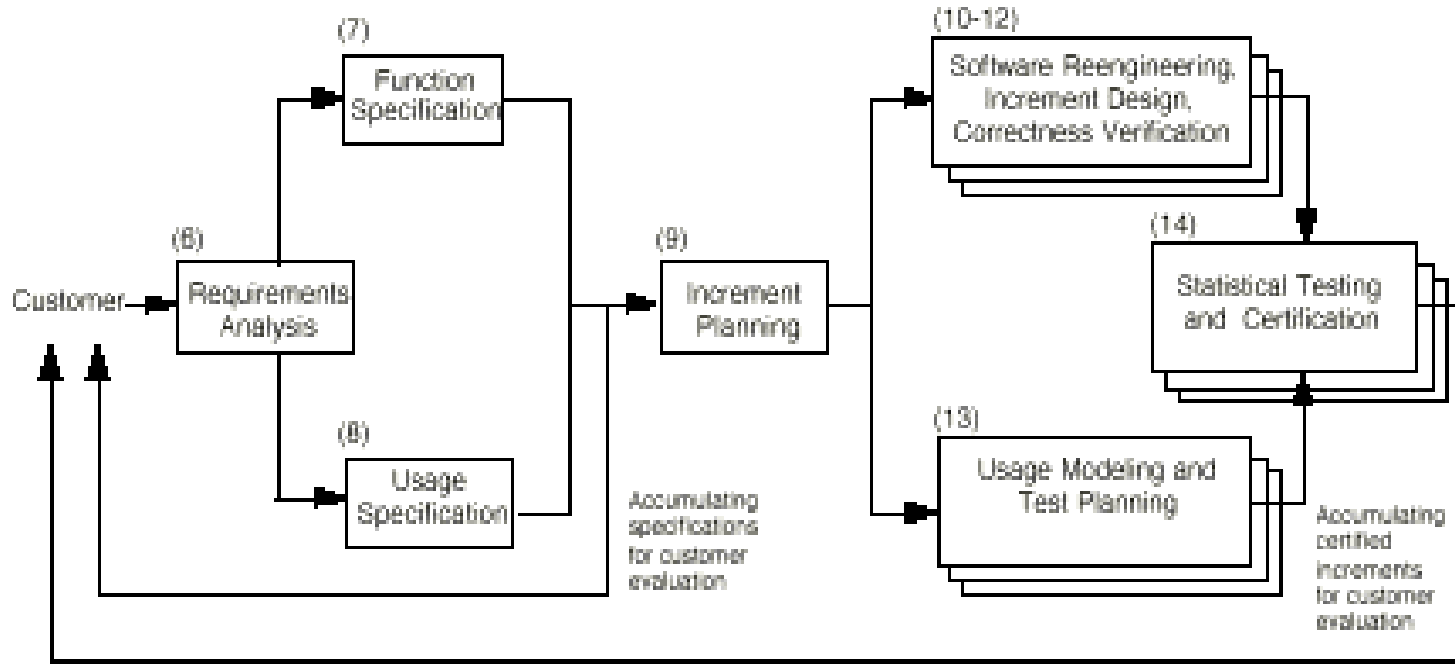 (7)
Function
Specification
(6)
Customer
Requirements
Analysis
(8)
Usage
Specification
Accumulating
specifications
for customer
evaluation
(9)
Increment
Planning
(10-12)
Software Reengineering,
Increment Design,
Correctness Verification
(14)
Statistical Testing
and Certification
(13)
Usage Modeling and
Test Planning
Accumulating
certified
increments
for customer
evaluation